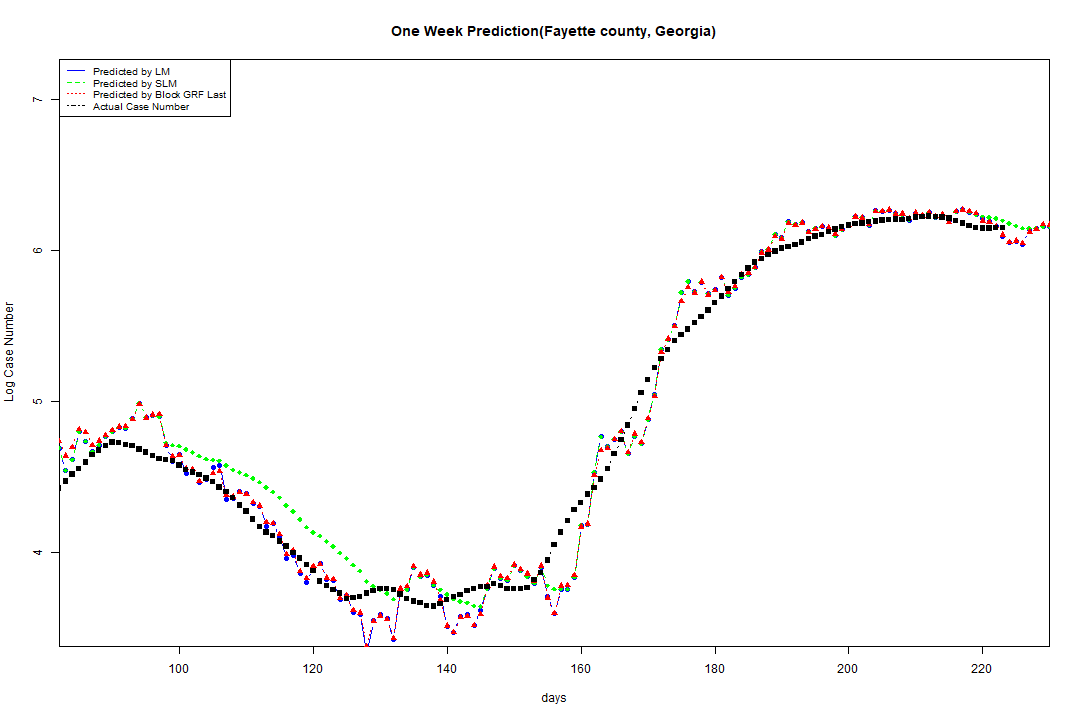 One Week Prediction(Fayette county, Georgia)
Predicted by LM
Predicted by SLM
Predicted by Block GRF Last
Actual Case Number
7
6
5
4
Log Case Number
100 120 140 160 180 200 220
days